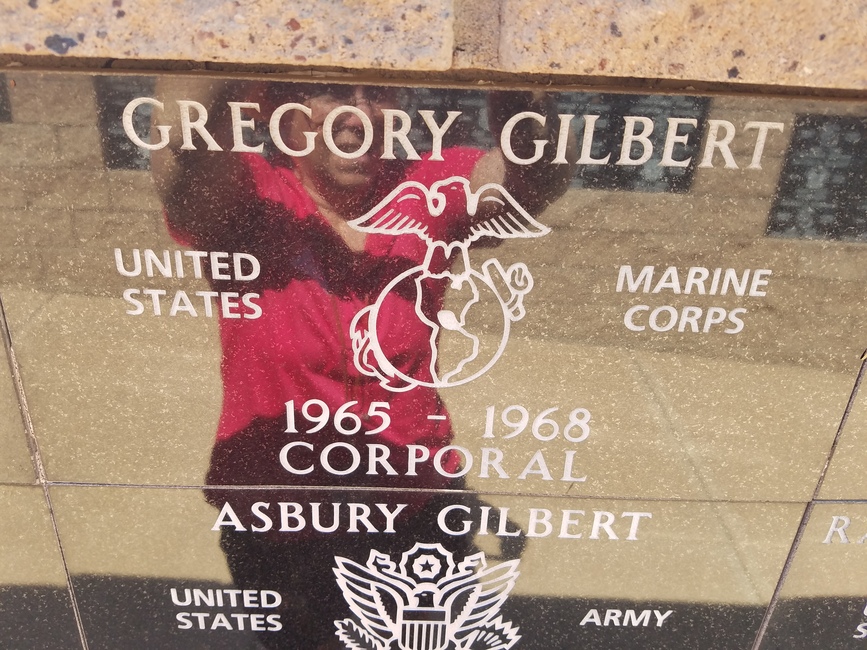 GREGORY GILBERT
UNITED STATES
MARINE CORPS
1965 - 1968
CORPORAL
ASBURY GILBERT
UNITED STATES
ARMY